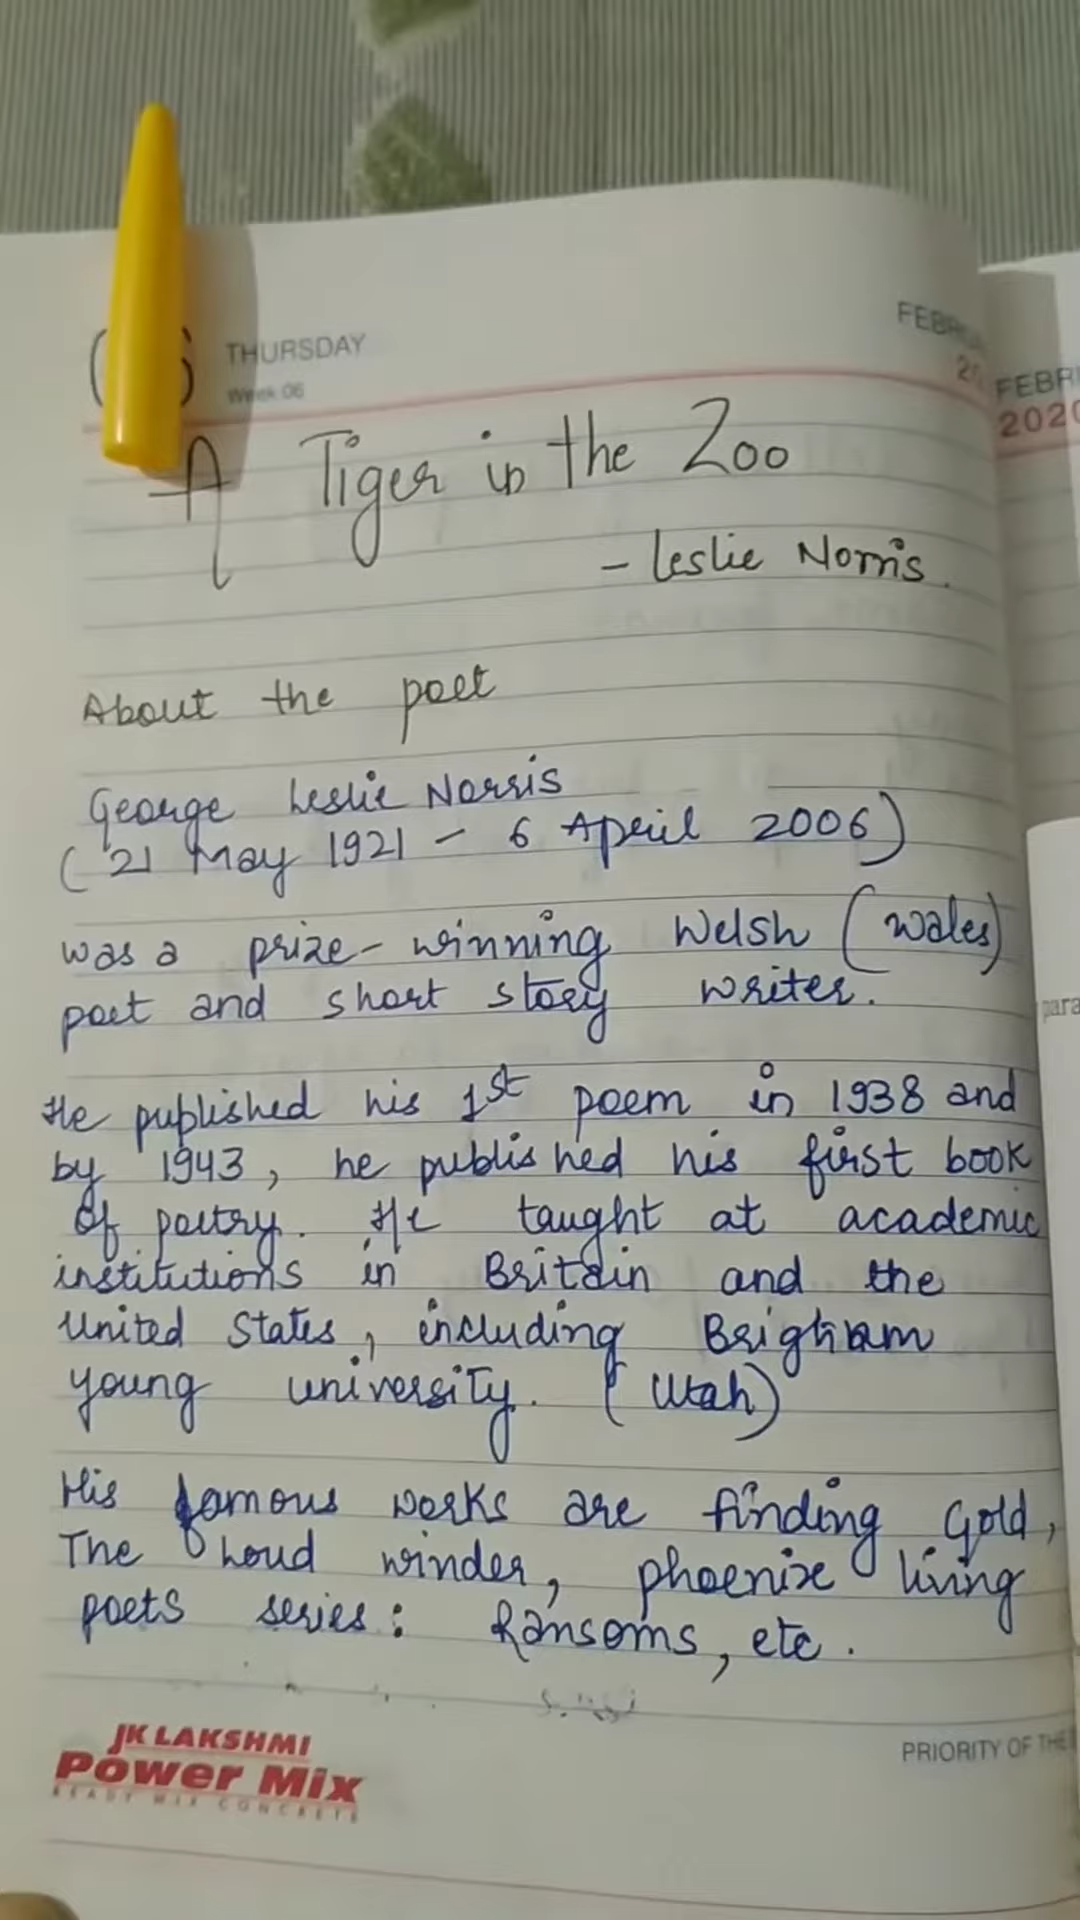 THURSDAY
Week 06
FEBRI
2020
A Tiger in the Zoo
- Leslie Norris.
About the poet
George Leslie Norris
( 21 May 1921 - 6 April 2006)
was a prize-winning Welsh (Wales)
poet and short story writer.
para
He published his 1st poem in 1938 and
by 1943, he published his first book
of poetry. He taught at academic
institutions in Britain and the
United States, including Brigham
young university. (Utah)
His famous works are finding Gold,
The loud winder, phoenix living
poets series: Ransoms, etc.
JK LAKSHMI
Power Mix
READY MIX CONCRETE
PRIORITY OF THE